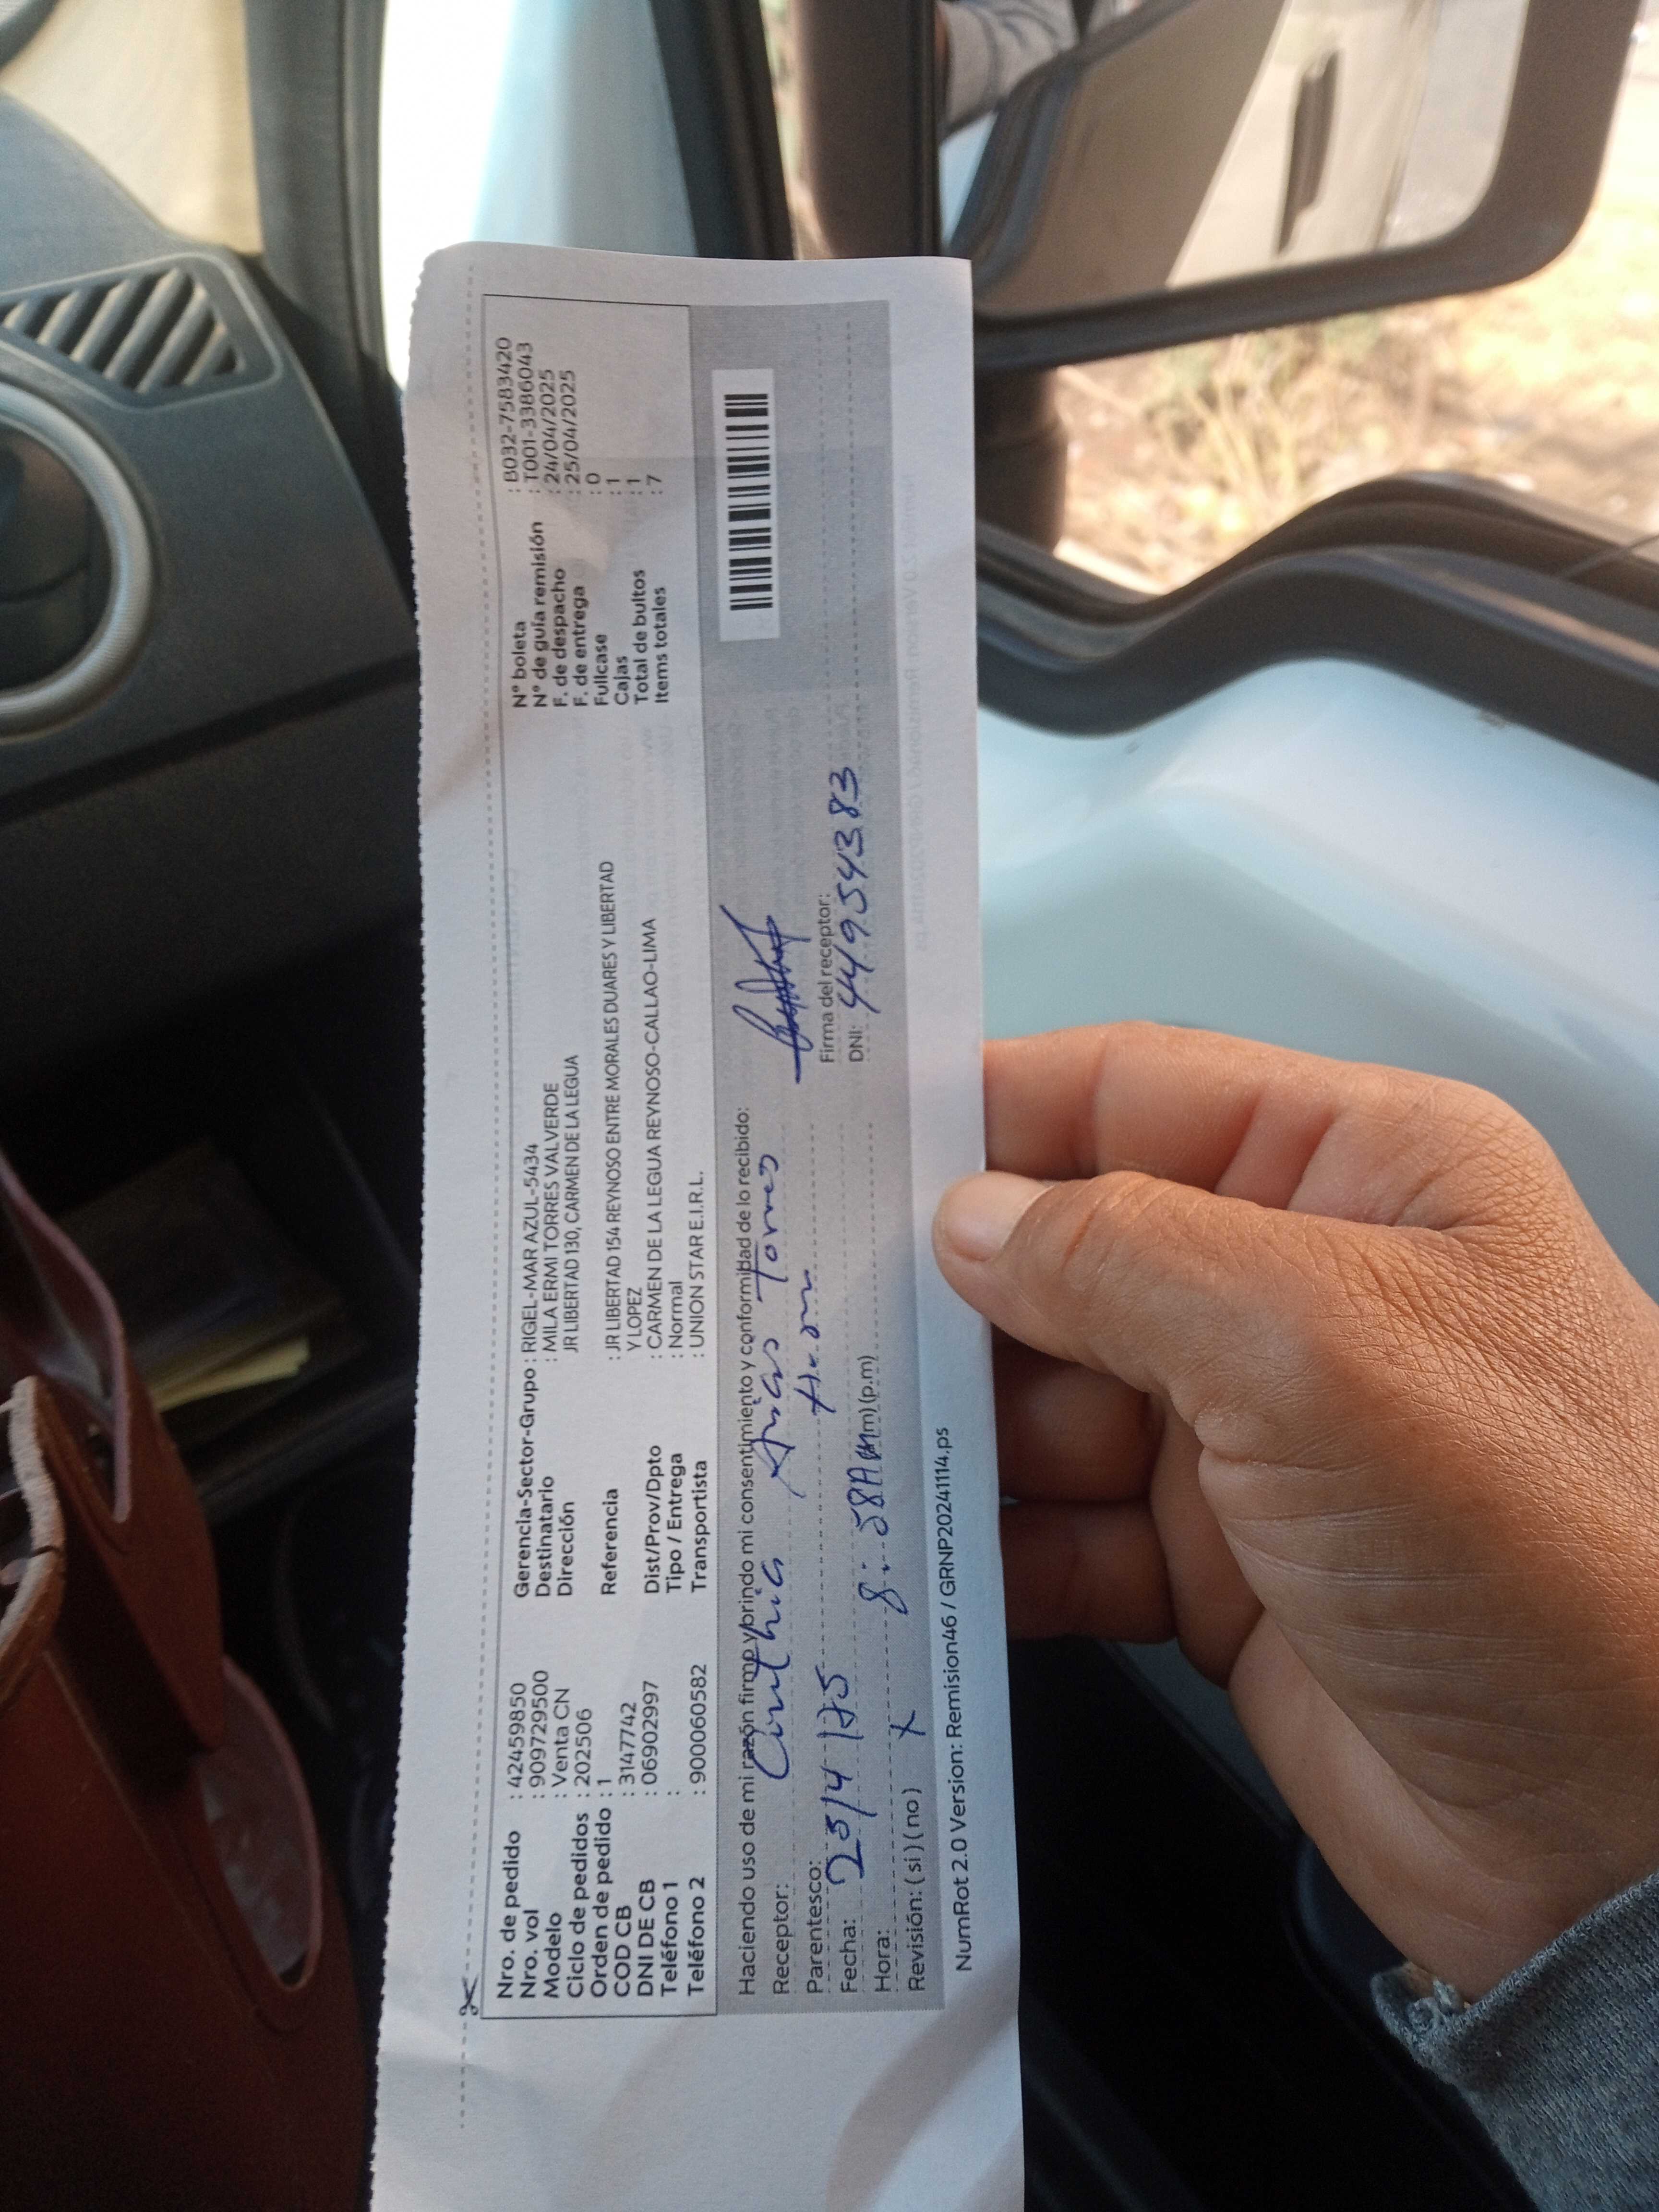 Nro. de pedido : 42459850
Nro. vol : 909729500
Modelo : Venta CN
Ciclo de pedidos : 202506
Orden de pedido : 1
COD CB : 3147742
DNI DE CB : 06902997
Teléfono 1 :
Teléfono 2 : 900060582
Gerencia-Sector-Grupo : RIGEL-MAR AZUL-5434
Destinatario : MILA ERMI TORRES VALVERDE
Dirección JR LIBERTAD 130, CARMEN DE LA LEGUA
Referencia : JR LIBERTAD 154 REYNOSO ENTRE MORALES DUARES Y LIBERTAD
Y LOPEZ
Dist/Prov/Dpto : CARMEN DE LA LEGUA REYNOSO-CALLAO-LIMA
Tipo / Entrega : Normal
Transportista : UNION STAR E.I.R.L.
N° boleta : B032-7583420
N° de guía remisión : T001-3386043
F. de despacho : 24/04/2025
F. de entrega : 25/04/2025
Fullcase : 0
Cajas : 1
Total de bultos : 1
Items totales : 7
Haciendo uso de mi razón firmo y brindo mi consentimiento y conformidad de lo recibido:
Receptor: Cinthia Arias Torres
Parentesco:
Fecha: 25/4/25
Hora: 8:58 Am (p.m)
Revisión: ( si ) ( no ) X
Firma del receptor:
DNI: 44954383
NumRot 2.0 Version: Remision46 / GRNP20241114.ps